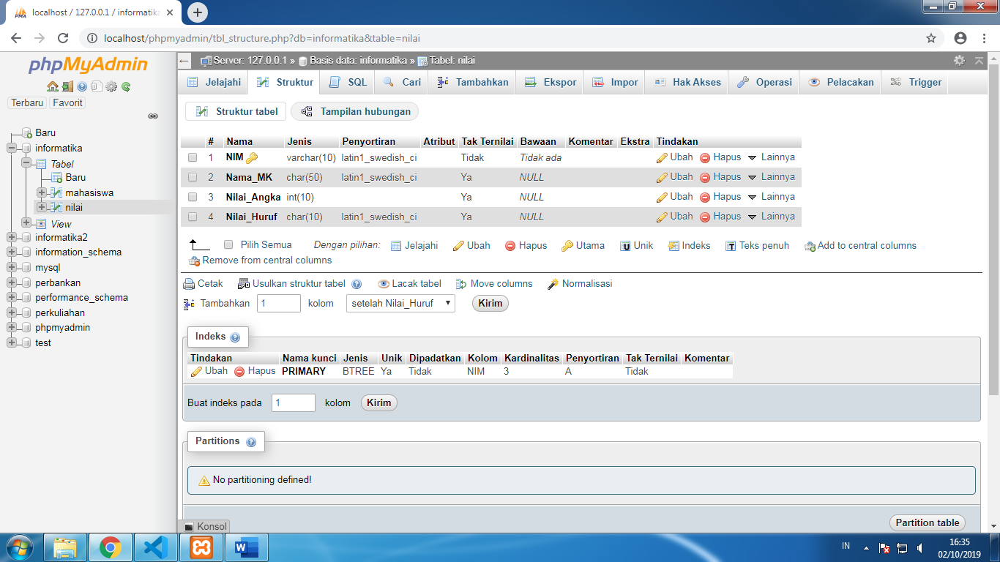 localhost / 127.0.0.1 / informatika
localhost/phpmyadmin/tbl_structure.php?db=informatika&table=nilai
phpMyAdmin
Terbaru Favorit
Baru
informatika
Tabel
Baru
mahasiswa
nilai
View
informatika2
information_schema
mysql
perbankan
performance_schema
perkuliahan
phpmyadmin
test
Server: 127.0.0.1 » Basis data: informatika » Tabel: nilai
Jelajahi Struktur SQL Cari Tambahkan Ekspor Impor Hak Akses Operasi Pelacakan Trigger
Struktur tabel Tampilan hubungan
# Nama Jenis Penyortiran Atribut Tak Ternilai Bawaan Komentar Ekstra Tindakan
1 NIM varchar(10) latin1_swedish_ci Tidak Tidak ada Ubah Hapus Lainnya
2 Nama_MK char(50) latin1_swedish_ci Ya NULL Ubah Hapus Lainnya
3 Nilai_Angka int(10) Ya NULL Ubah Hapus Lainnya
4 Nilai_Huruf char(10) latin1_swedish_ci Ya NULL Ubah Hapus Lainnya
Pilih Semua Dengan pilihan: Jelajahi Ubah Hapus Utama Unik Indeks Teks penuh Add to central columns
Remove from central columns
Cetak Usulkan struktur tabel Lacak tabel Move columns Normalisasi
Tambahkan 1 kolom setelah Nilai_Huruf Kirim
Indeks
Tindakan Nama kunci Jenis Unik Dipadatkan Kolom Kardinalitas Penyortiran Tak Ternilai Komentar
Ubah Hapus PRIMARY BTREE Ya Tidak NIM 3 A Tidak
Buat indeks pada 1 kolom Kirim
Partitions
No partitioning defined!
Partition table
Konsol
IN
16:35
02/10/2019